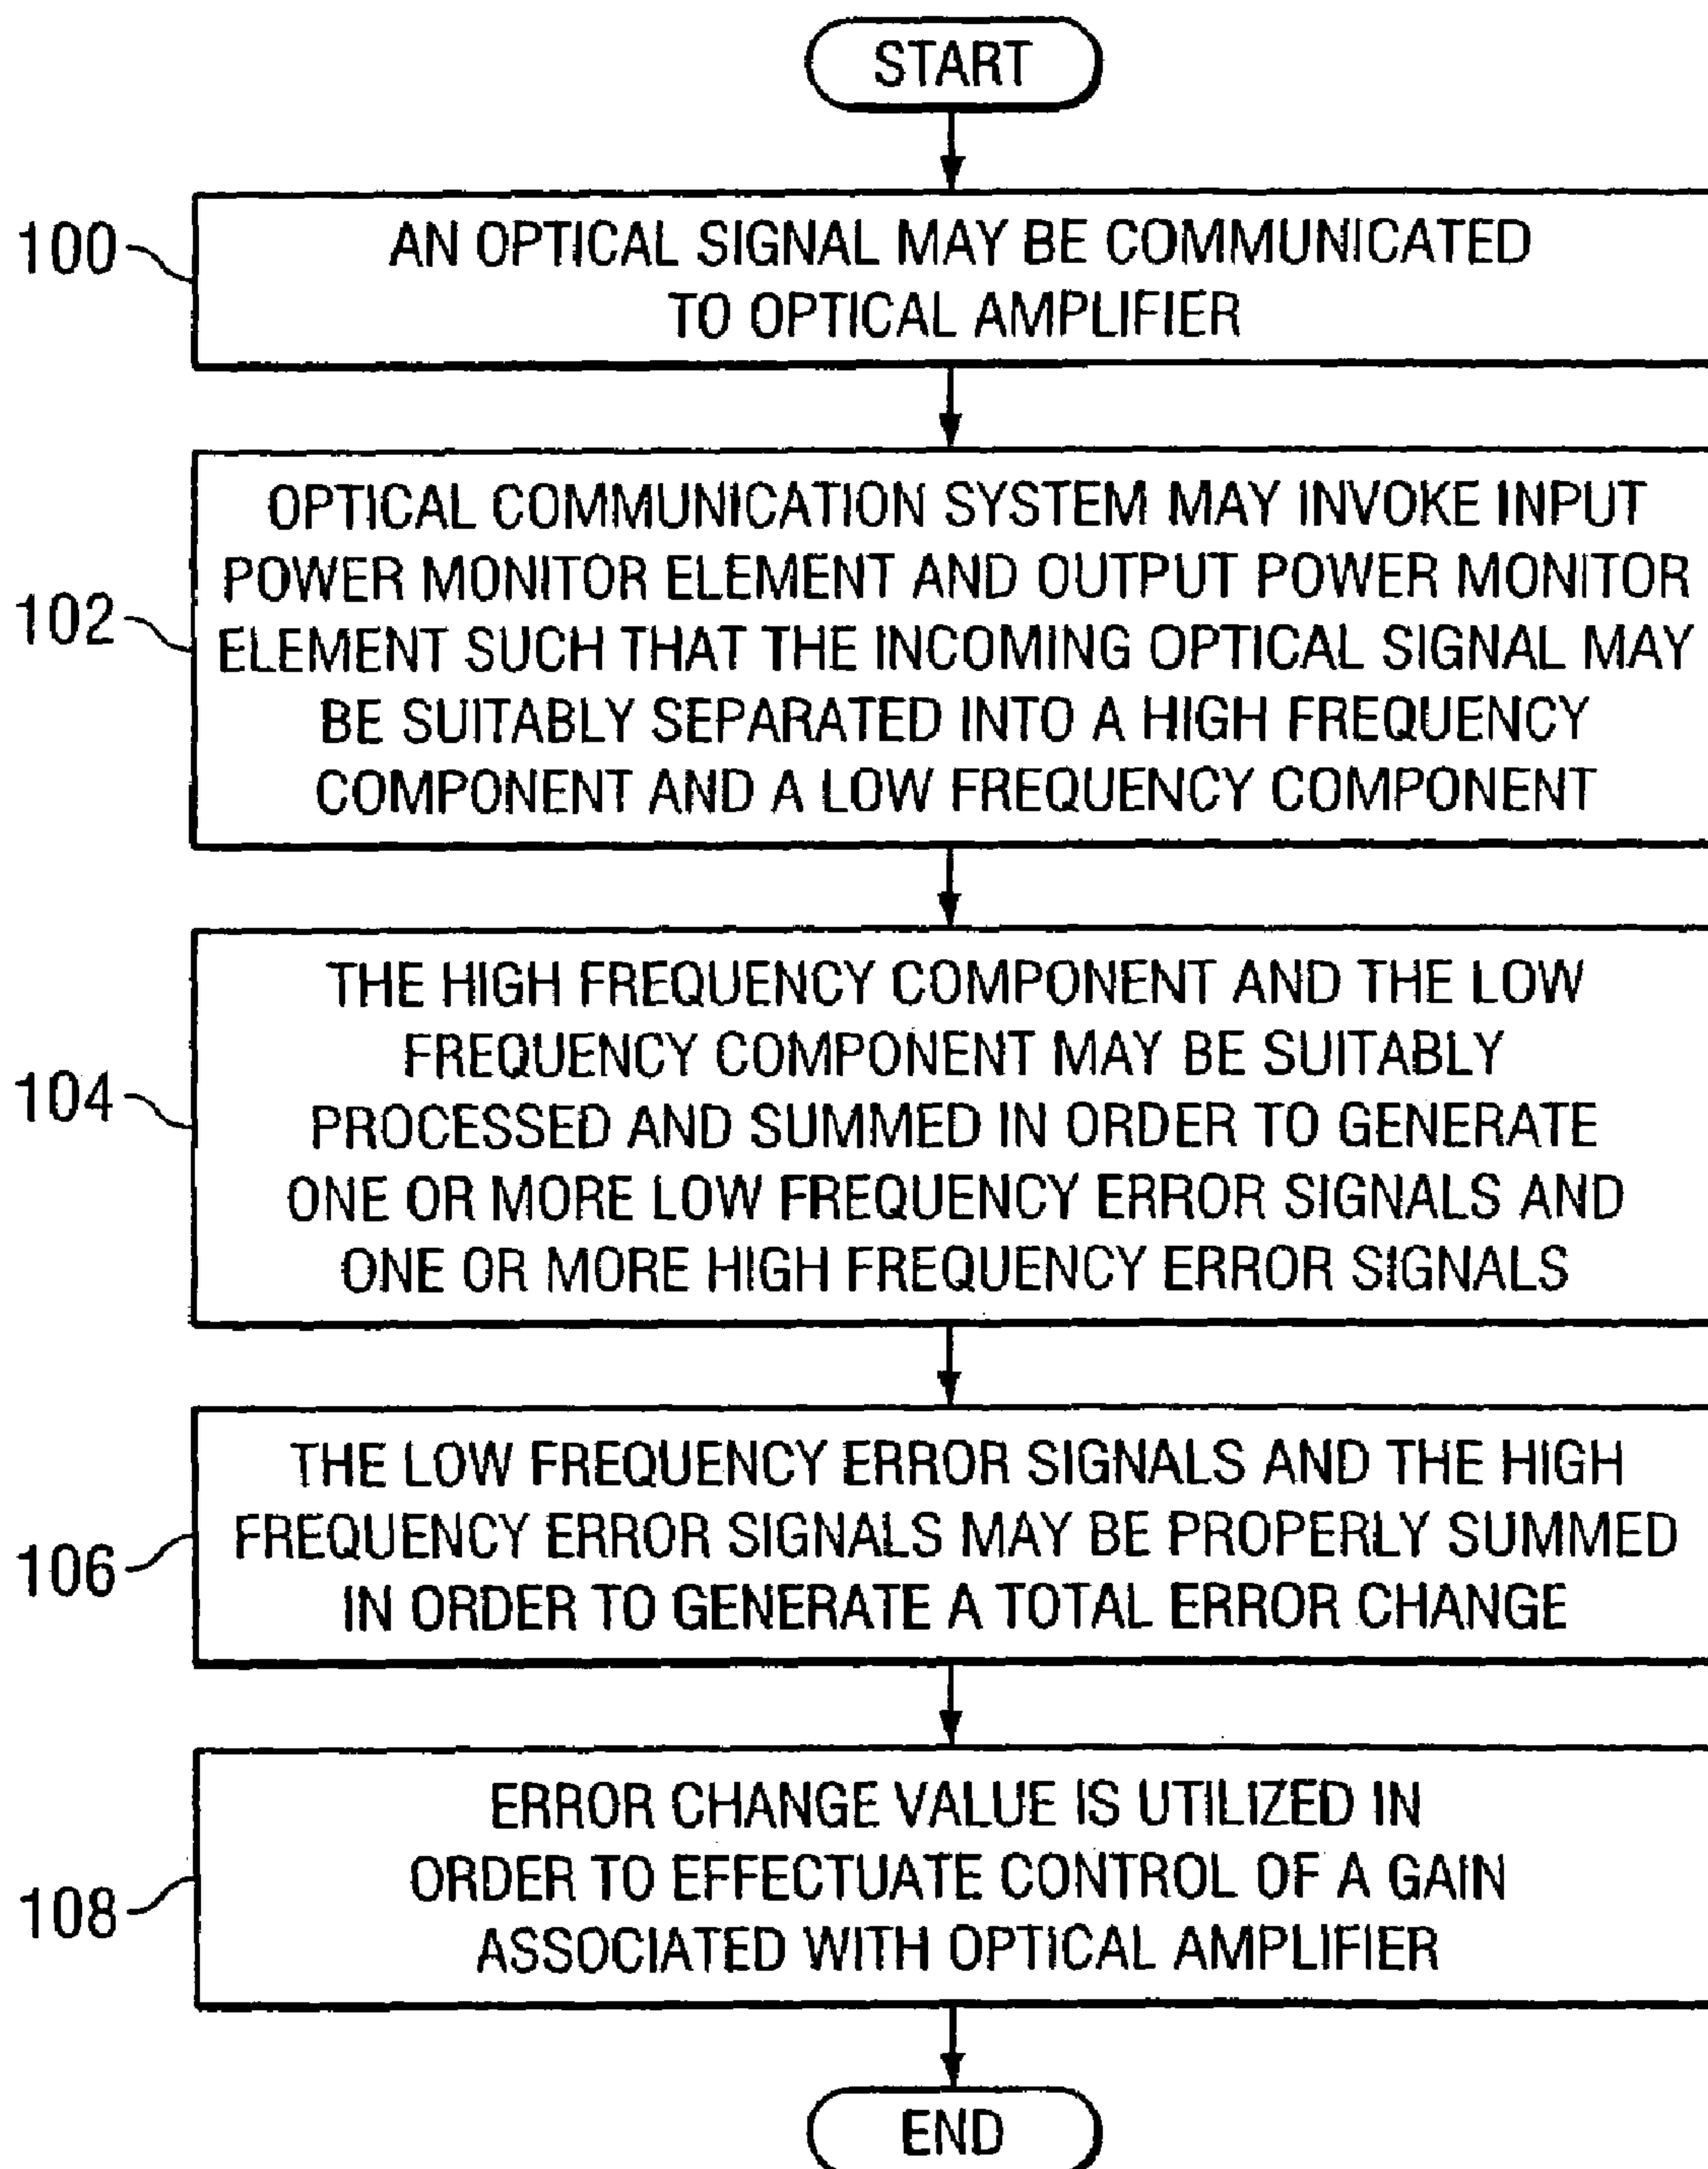 START
100
AN OPTICAL SIGNAL MAY BE COMMUNICATED
TO OPTICAL AMPLIFIER
102
OPTICAL COMMUNICATION SYSTEM MAY INVOKE INPUT
POWER MONITOR ELEMENT AND OUTPUT POWER MONITOR
ELEMENT SUCH THAT THE INCOMING OPTICAL SIGNAL MAY
BE SUITABLY SEPARATED INTO A HIGH FREQUENCY
COMPONENT AND A LOW FREQUENCY COMPONENT
104
THE HIGH FREQUENCY COMPONENT AND THE LOW
FREQUENCY COMPONENT MAY BE SUITABLY
PROCESSED AND SUMMED IN ORDER TO GENERATE
ONE OR MORE LOW FREQUENCY ERROR SIGNALS AND
ONE OR MORE HIGH FREQUENCY ERROR SIGNALS
106
THE LOW FREQUENCY ERROR SIGNALS AND THE HIGH
FREQUENCY ERROR SIGNALS MAY BE PROPERLY SUMMED
IN ORDER TO GENERATE A TOTAL ERROR CHANGE
108
ERROR CHANGE VALUE IS UTILIZED IN
ORDER TO EFFECTUATE CONTROL OF A GAIN
ASSOCIATED WITH OPTICAL AMPLIFIER
END